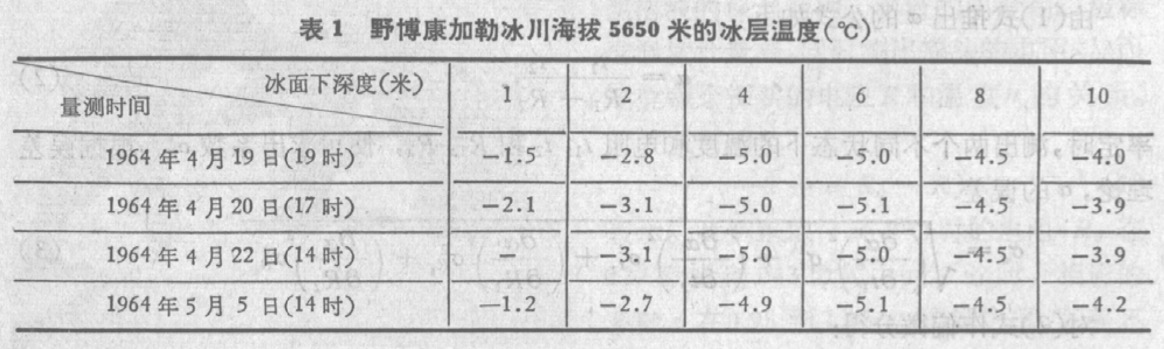 表1 野博康加勒冰川海拔 5650 米的冰层温度(℃)
冰面下深度(米)
量测时间 1 2 4 6 8 10
1964 年 4 月 19 日(19 时) -1.5 -2.8 -5.0 -5.0 -4.5 -4.0
1964 年 4 月 20 日(17 时) -2.1 -3.1 -5.0 -5.1 -4.5 -3.9
1964 年 4 月 22 日(14 时) -3.1 -5.0 -5.0 -4.5 -3.9
1964 年 5 月 5 日(14 时) -1.2 -2.7 -4.9 -5.1 -4.5 -4.2